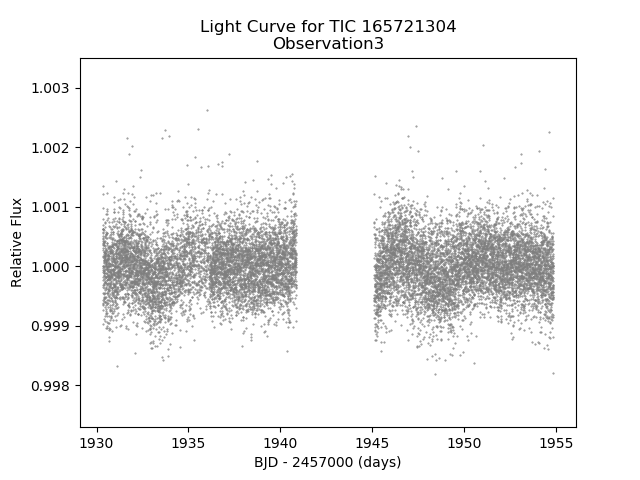 Light Curve for TIC 165721304
Observation3
1.003
1.002
1.001
1.000
0.999
0.998
Relative Flux
1930 1935 1940 1945 1950 1955
BJD - 2457000 (days)